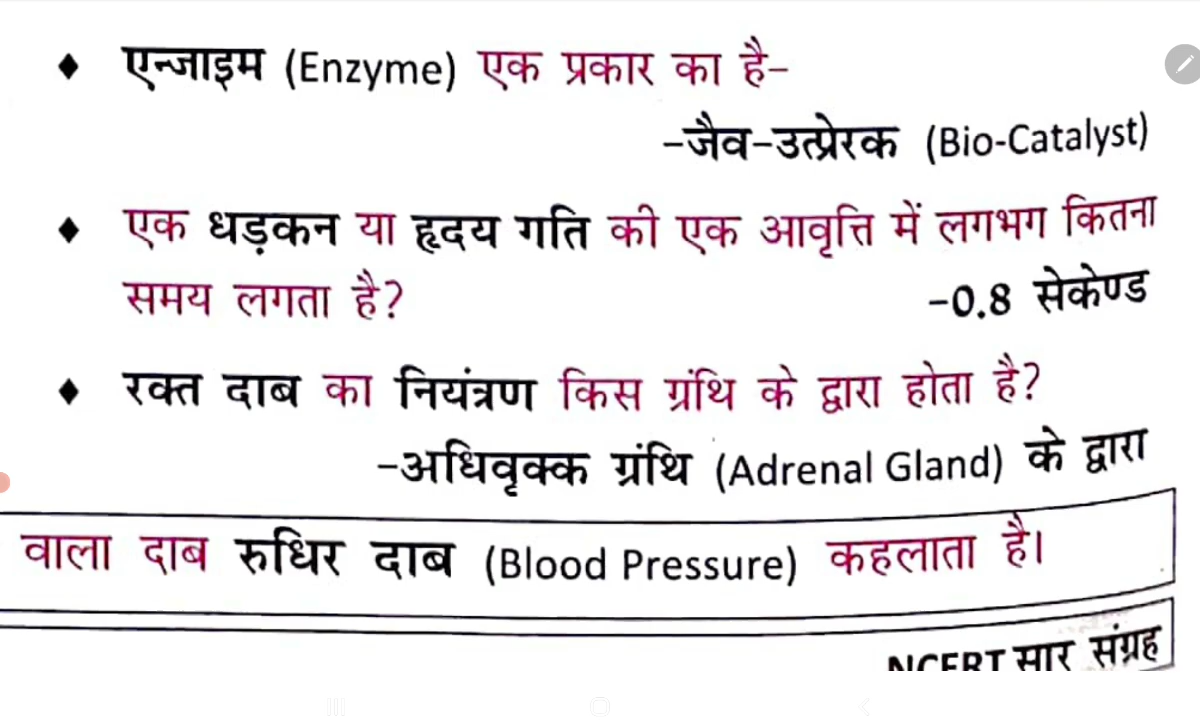 ♦ एन्जाइम (Enzyme) एक प्रकार का है-
-जैव-उत्प्रेरक (Bio-Catalyst)
♦ एक धड़कन या हृदय गति की एक आवृत्ति में लगभग कितना
समय लगता है? -0.8 सेकेण्ड
♦ रक्त दाब का नियंत्रण किस ग्रंथि के द्वारा होता है?
-अधिवृक्क ग्रंथि (Adrenal Gland) के द्वारा
वाला दाब रुधिर दाब (Blood Pressure) कहलाता है।
NCERT सार संग्रह